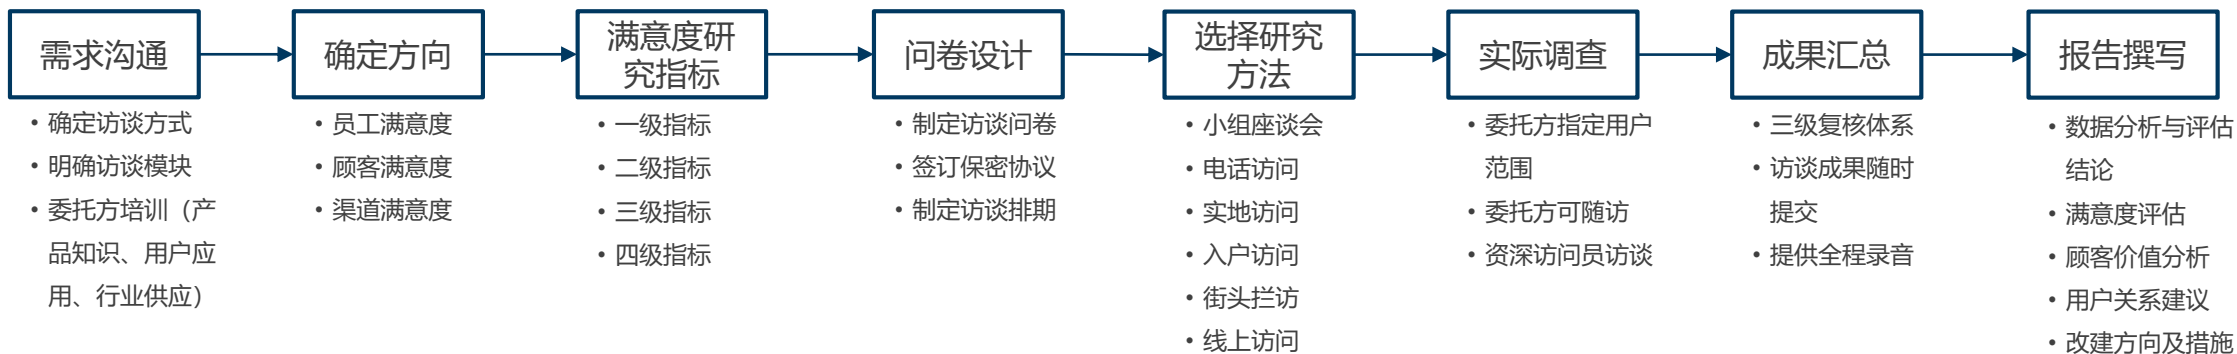 需求沟通
• 确定访谈方式
• 明确访谈模块
• 委托方培训（产
品知识、用户应
用、行业供应）
确定方向
• 员工满意度
• 顾客满意度
• 渠道满意度
满意度研
究指标
• 一级指标
• 二级指标
• 三级指标
• 四级指标
问卷设计
• 制定访谈问卷
• 签订保密协议
• 制定访谈排期
选择研究
方法
• 小组座谈会
• 电话访问
• 实地访问
• 入户访问
• 街头拦访
• 线上访问
实际调查
• 委托方指定用户
范围
• 委托方可随访
• 资深访问员访谈
成果汇总
• 三级复核体系
• 访谈成果随时
提交
• 提供全程录音
报告撰写
• 数据分析与评估
结论
• 满意度评估
• 顾客价值分析
• 用户关系建议
• 改建方向及措施